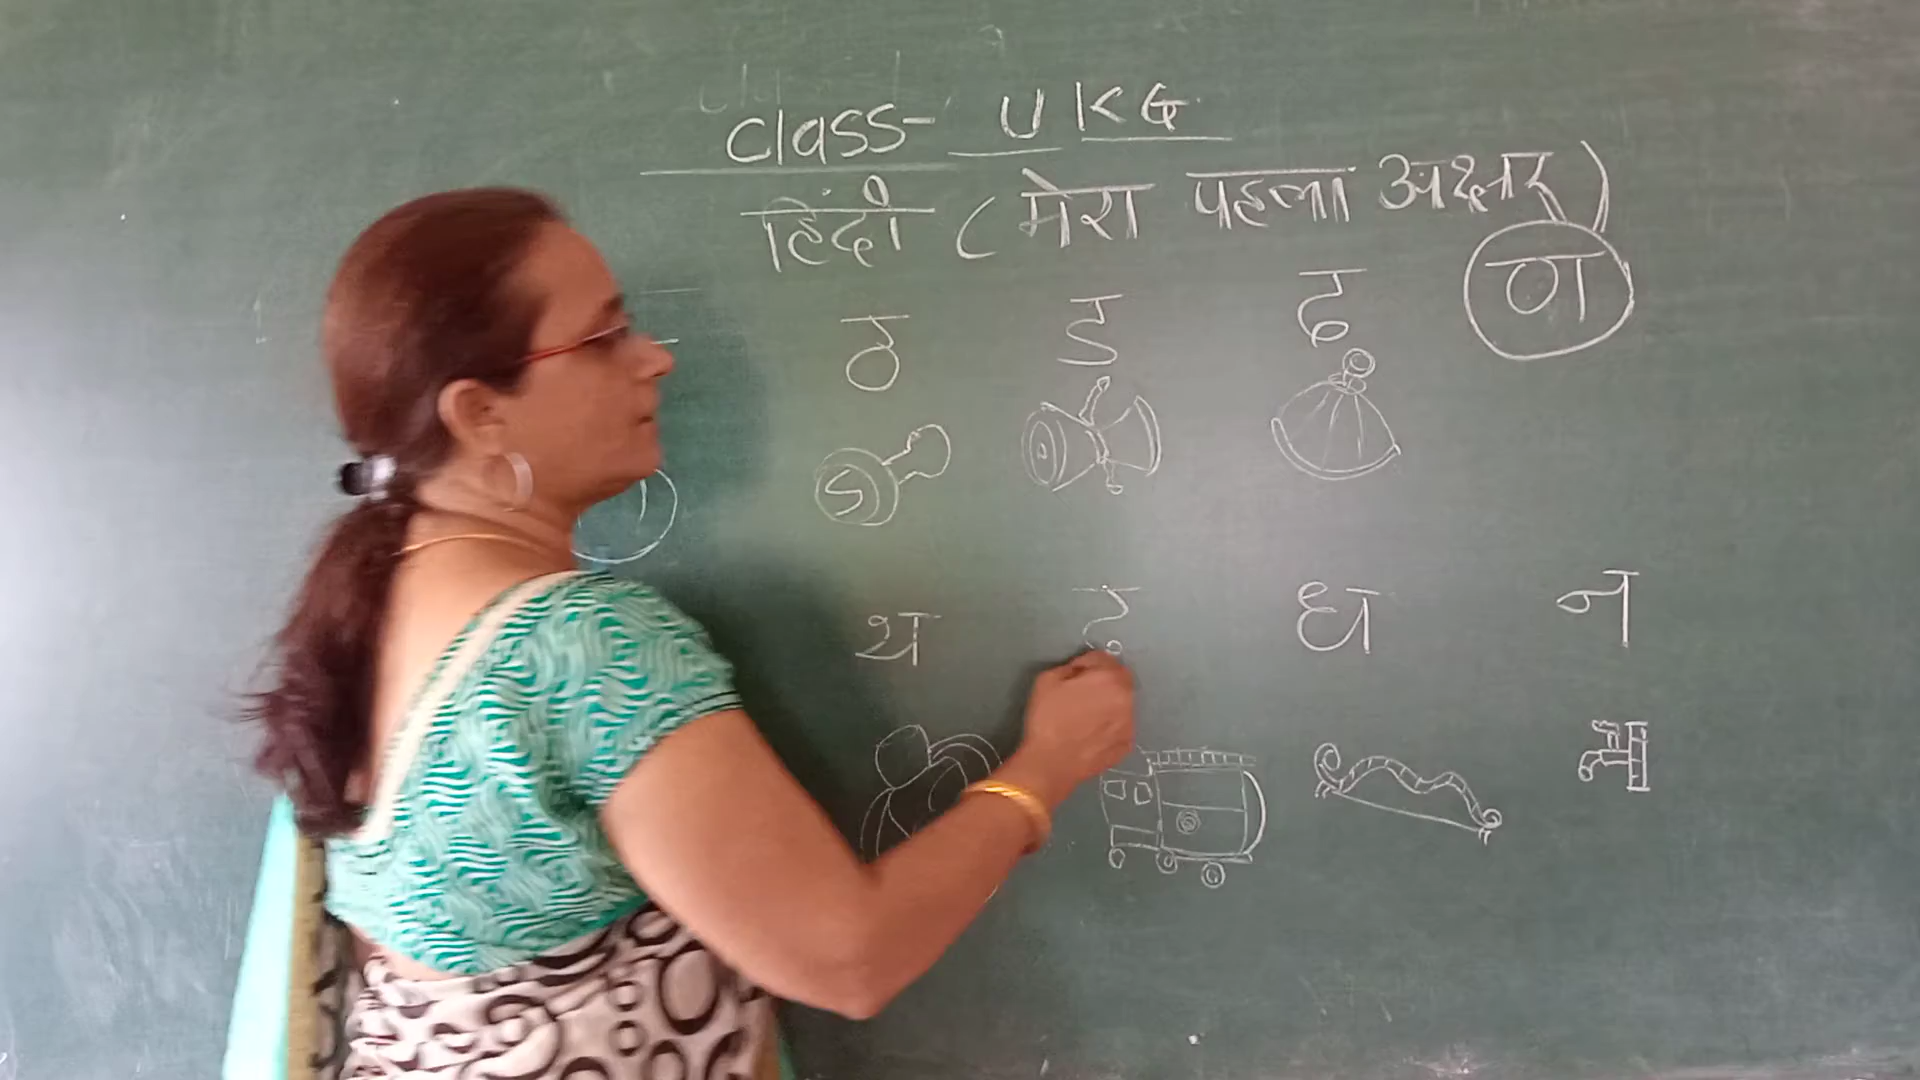 Class- UKG
हिंदी (मेरा पहला अक्षर)
ठ ड ढ ण
थ द ध न